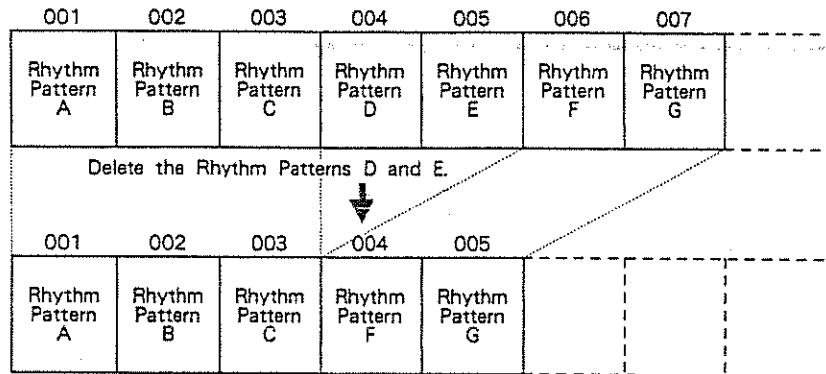 001 002 003 004 005 006 007
Rhythm Pattern A Rhythm Pattern B Rhythm Pattern C Rhythm Pattern D Rhythm Pattern E Rhythm Pattern F Rhythm Pattern G
Delete the Rhythm Patterns D and E.
001 002 003 004 005
Rhythm Pattern A Rhythm Pattern B Rhythm Pattern C Rhythm Pattern F Rhythm Pattern G